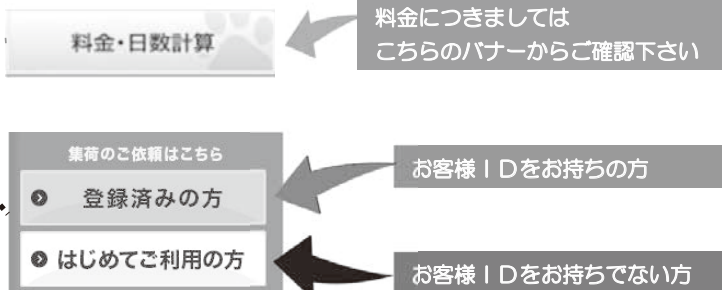 料金・日数計算
料金につきましては
こちらのバナーからご確認下さい
集荷のご依頼はこちら
登録済みの方
お客様IDをお持ちの方
はじめてご利用の方
お客様IDをお持ちでない方